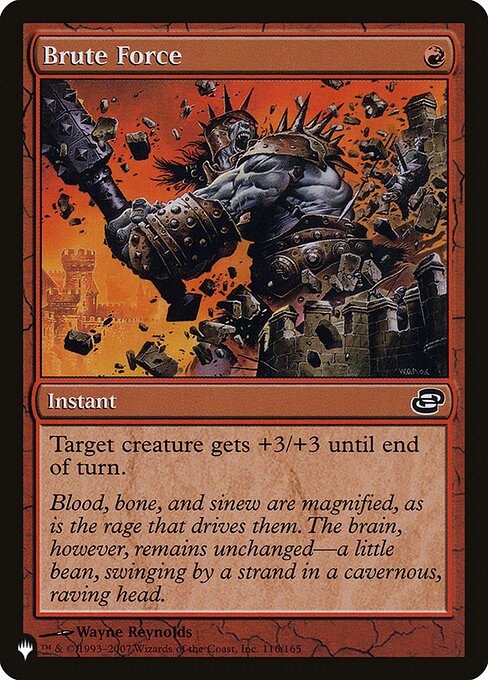 Brute Force
Instant
Target creature gets +3/+3 until end
of turn.
Blood, bone, and sinew are magnified, as
is the rage that drives them. The brain,
however, remains unchanged—a little
bean, swinging by a strand in a cavernous,
raving head.
Wayne Reynolds
™ & ©1993–2007 Wizards of the Coast, Inc. 116/165